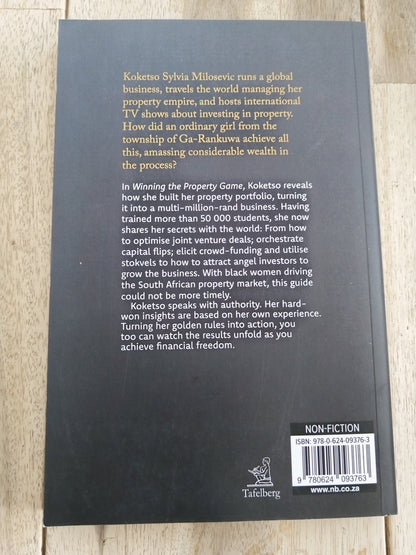 Koketso Sylvia Milosevic runs a global
business, travels the world managing her
property empire, and hosts international
TV shows about investing in property.
How did an ordinary girl from the
township of Ga-Rankuwa achieve all
this, amassing considerable wealth in
the process?
In Winning the Property Game, Koketso reveals
how she built her property portfolio, turning
it into a multi-million-rand business. Having
trained more than 50 000 students, she now
shares her secrets with the world: From how
to optimise joint venture deals; orchestrate
capital flips; elicit crowd-funding and utilise
stokvels to how to attract angel investors to
grow the business. With black women driving
the South African property market, this guide
could not be more timely.
Koketso speaks with authority. Her hard-
won insights are based on her own experience.
Turning her golden rules into action, you
too can watch the results unfold as you
achieve financial freedom.
NON-FICTION
ISBN: 978-0-624-09376-3
9 780624 093763
www.nb.co.za
Tafelberg